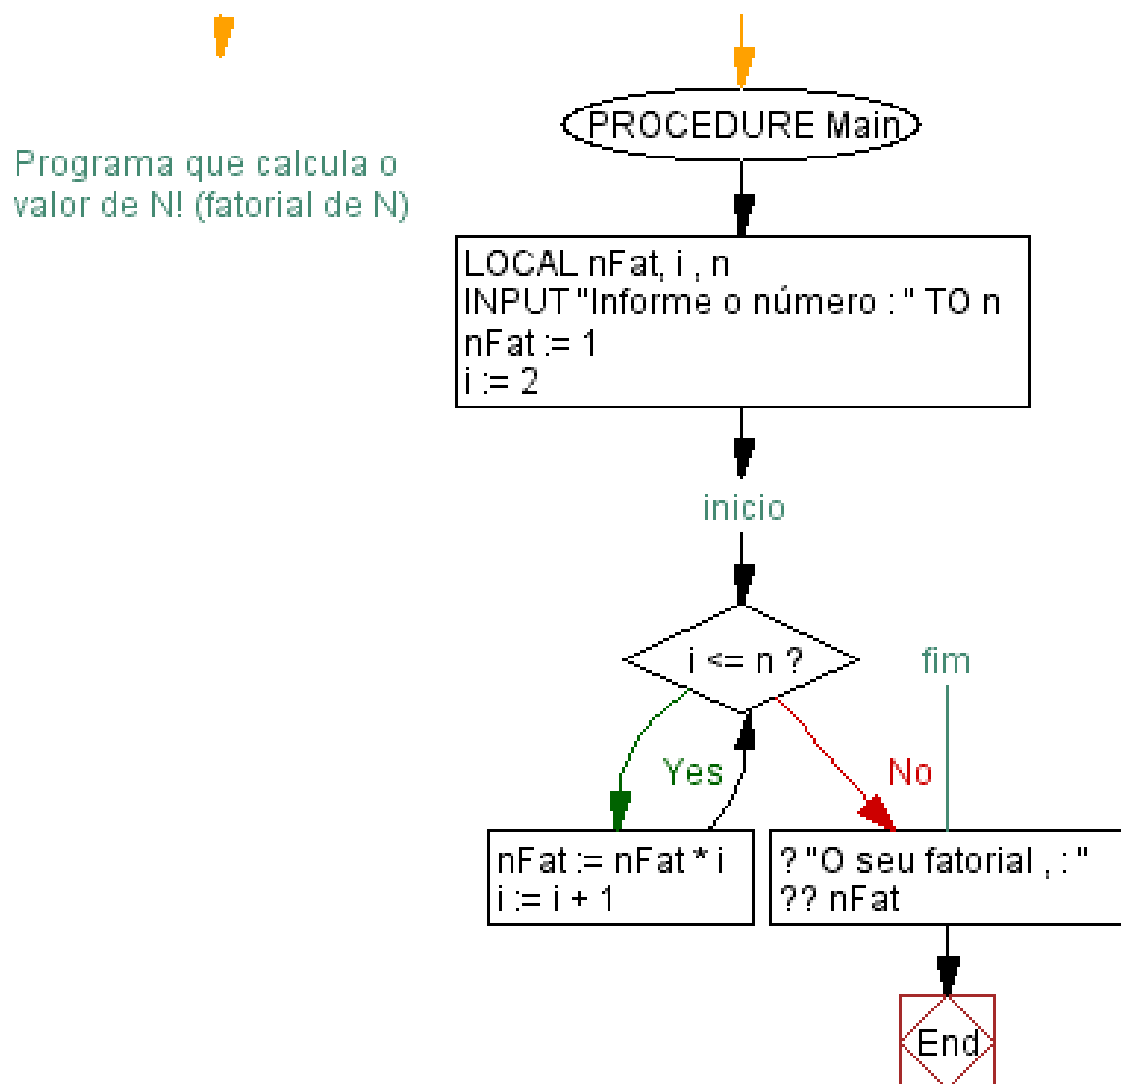 PROCEDURE Main
Programa que calcula o
valor de N! (fatorial de N)
LOCAL nFat, i , n
INPUT "Informe o número : " TO n
nFat := 1
i := 2
inicio
i <= n ?
fim
Yes
No
nFat := nFat * i
i := i + 1
? "O seu fatorial , : "
?? nFat
End